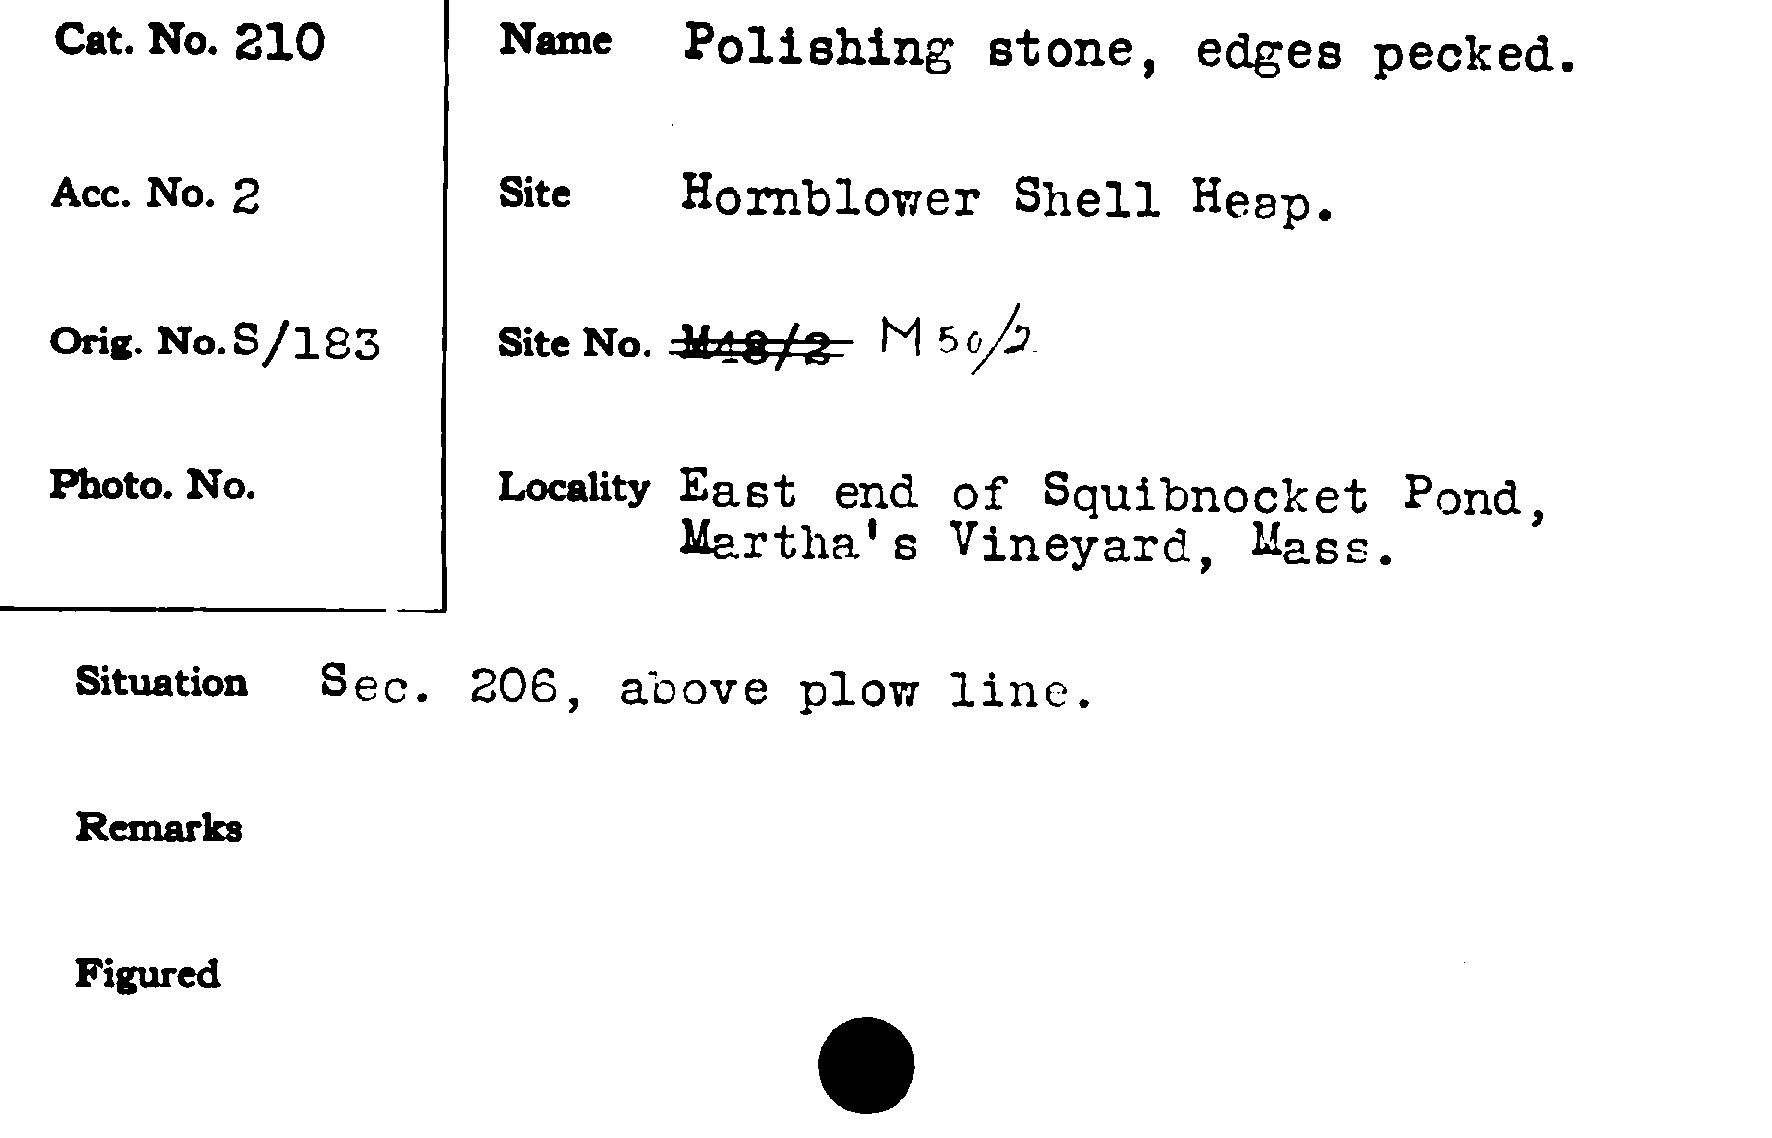 Cat. No. 210
Name Polishing stone, edges pecked.
Acc. No. 2
Site Hornblower Shell Heap.
Orig. No. S/183
Site No. M48/2 M 50/2
Photo. No.
Locality East end of Squibnocket Pond,
Martha's Vineyard, Mass.
Situation Sec. 206, above plow line.
Remarks
Figured